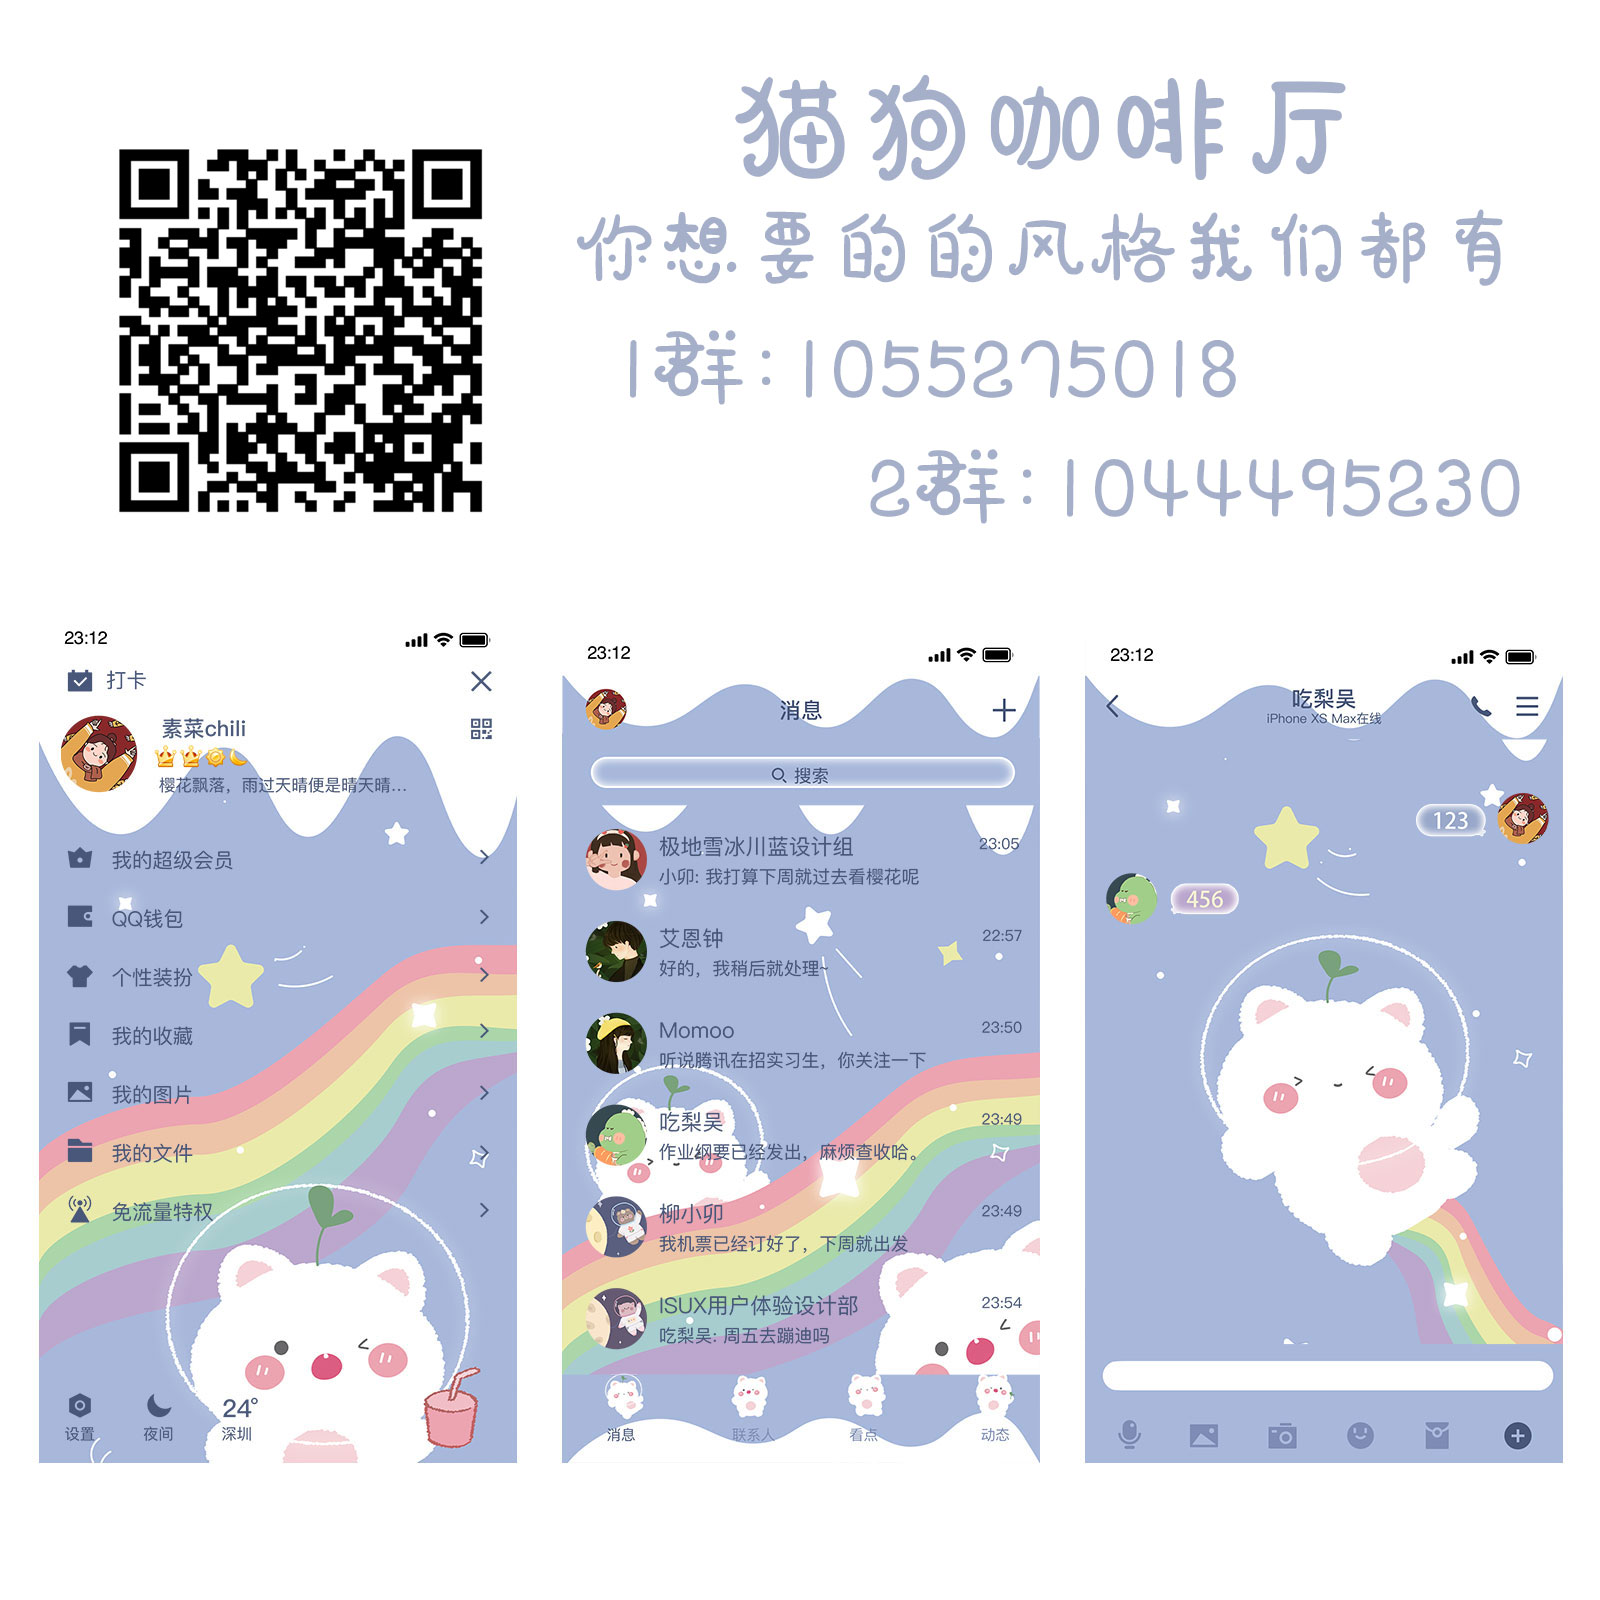 猫狗咖啡厅
你想要的的风格我们都有
1群:1055275018
2群:1044495230
23:12
打卡
素菜chili
樱花飘落，雨过天晴便是晴天晴...
我的超级会员
QQ钱包
个性装扮
我的收藏
我的图片
我的文件
免流量特权
24°
设置 夜间 深圳
23:12
消息
搜索
极地雪冰川蓝设计组 23:05
小卯: 我打算下周就过去看樱花呢
艾恩钟 22:57
好的，我稍后就处理~
Momoo 23:50
听说腾讯在招实习生，你关注一下
吃梨吴 23:49
作业纲要已经发出，麻烦查收哈。
柳小卯 23:49
我机票已经订好了，下周就出发
ISUX用户体验设计部 23:54
吃梨吴: 周五去蹦迪吗
消息 联系人 看点 动态
23:12
吃梨吴
iPhone XS Max在线
123
456